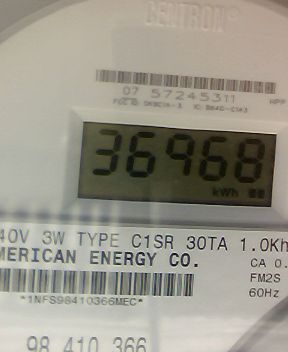 CENTRON®
07 57245311
36968
kWh
40V 3W TYPE C1SR 30TA 1.0Kh
MERICAN ENERGY CO.
CA 0.
FM2S
60Hz
*1NFS98410366MEC*
98 410 366